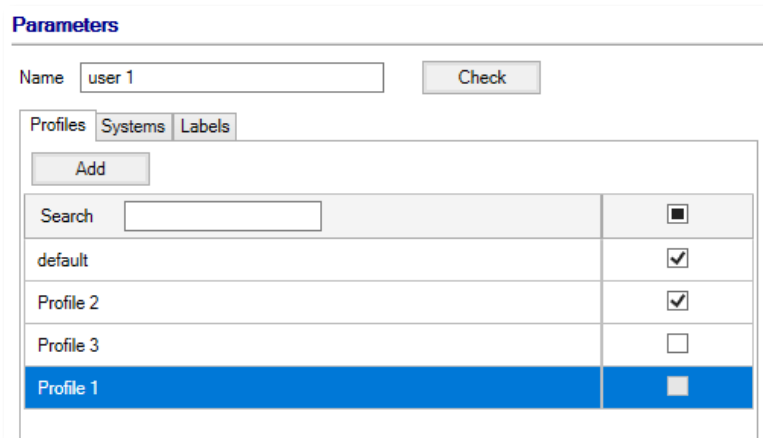 Parameters
Name user 1 Check
Profiles Systems Labels
Add
Search
default
Profile 2
Profile 3
Profile 1